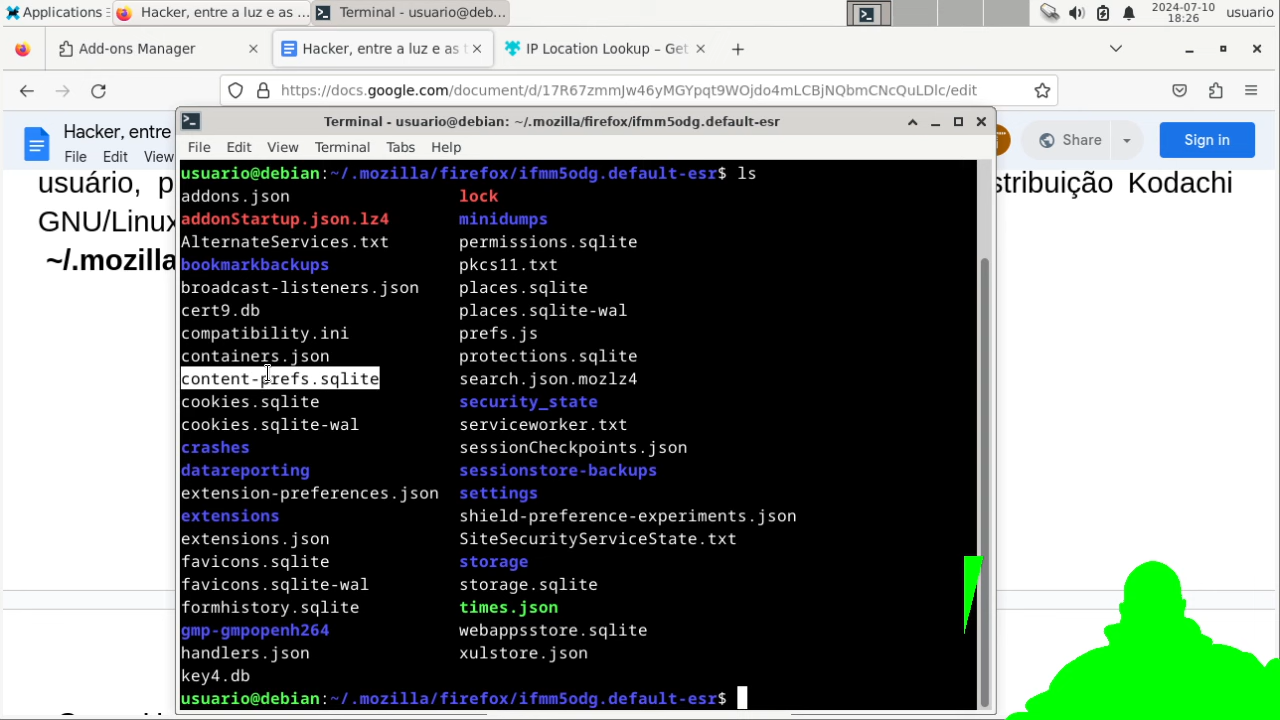 Applications
Hacker, entre a luz e as ...
Terminal - usuario@deb...
2024-07-10
18:26
usuario
Add-ons Manager
Hacker, entre a luz e as t
IP Location Lookup – Get
https://docs.google.com/document/d/17R67zmmJw46yMGYpqt9WOjdo4mLCBjNQbmCNcQuLDlc/edit
Hacker, entre
File Edit View
Share
Sign in
usuário, p
stribuição Kodachi
GNU/Linux
~/.mozilla
Terminal - usuario@debian: ~/.mozilla/firefox/ifmm5odg.default-esr
File Edit View Terminal Tabs Help
usuario@debian:~/.mozilla/firefox/ifmm5odg.default-esr$ ls
addons.json lock
addonStartup.json.lz4 minidumps
AlternateServices.txt permissions.sqlite
bookmarkbackups pkcs11.txt
broadcast-listeners.json places.sqlite
cert9.db places.sqlite-wal
compatibility.ini prefs.js
containers.json protections.sqlite
content-prefs.sqlite search.json.mozlz4
cookies.sqlite security_state
cookies.sqlite-wal serviceworker.txt
crashes sessionCheckpoints.json
datareporting sessionstore-backups
extension-preferences.json settings
extensions shield-preference-experiments.json
extensions.json SiteSecurityServiceState.txt
favicons.sqlite storage
favicons.sqlite-wal storage.sqlite
formhistory.sqlite times.json
gmp-gmpopenh264 webappsstore.sqlite
handlers.json xulstore.json
key4.db
usuario@debian:~/.mozilla/firefox/ifmm5odg.default-esr$